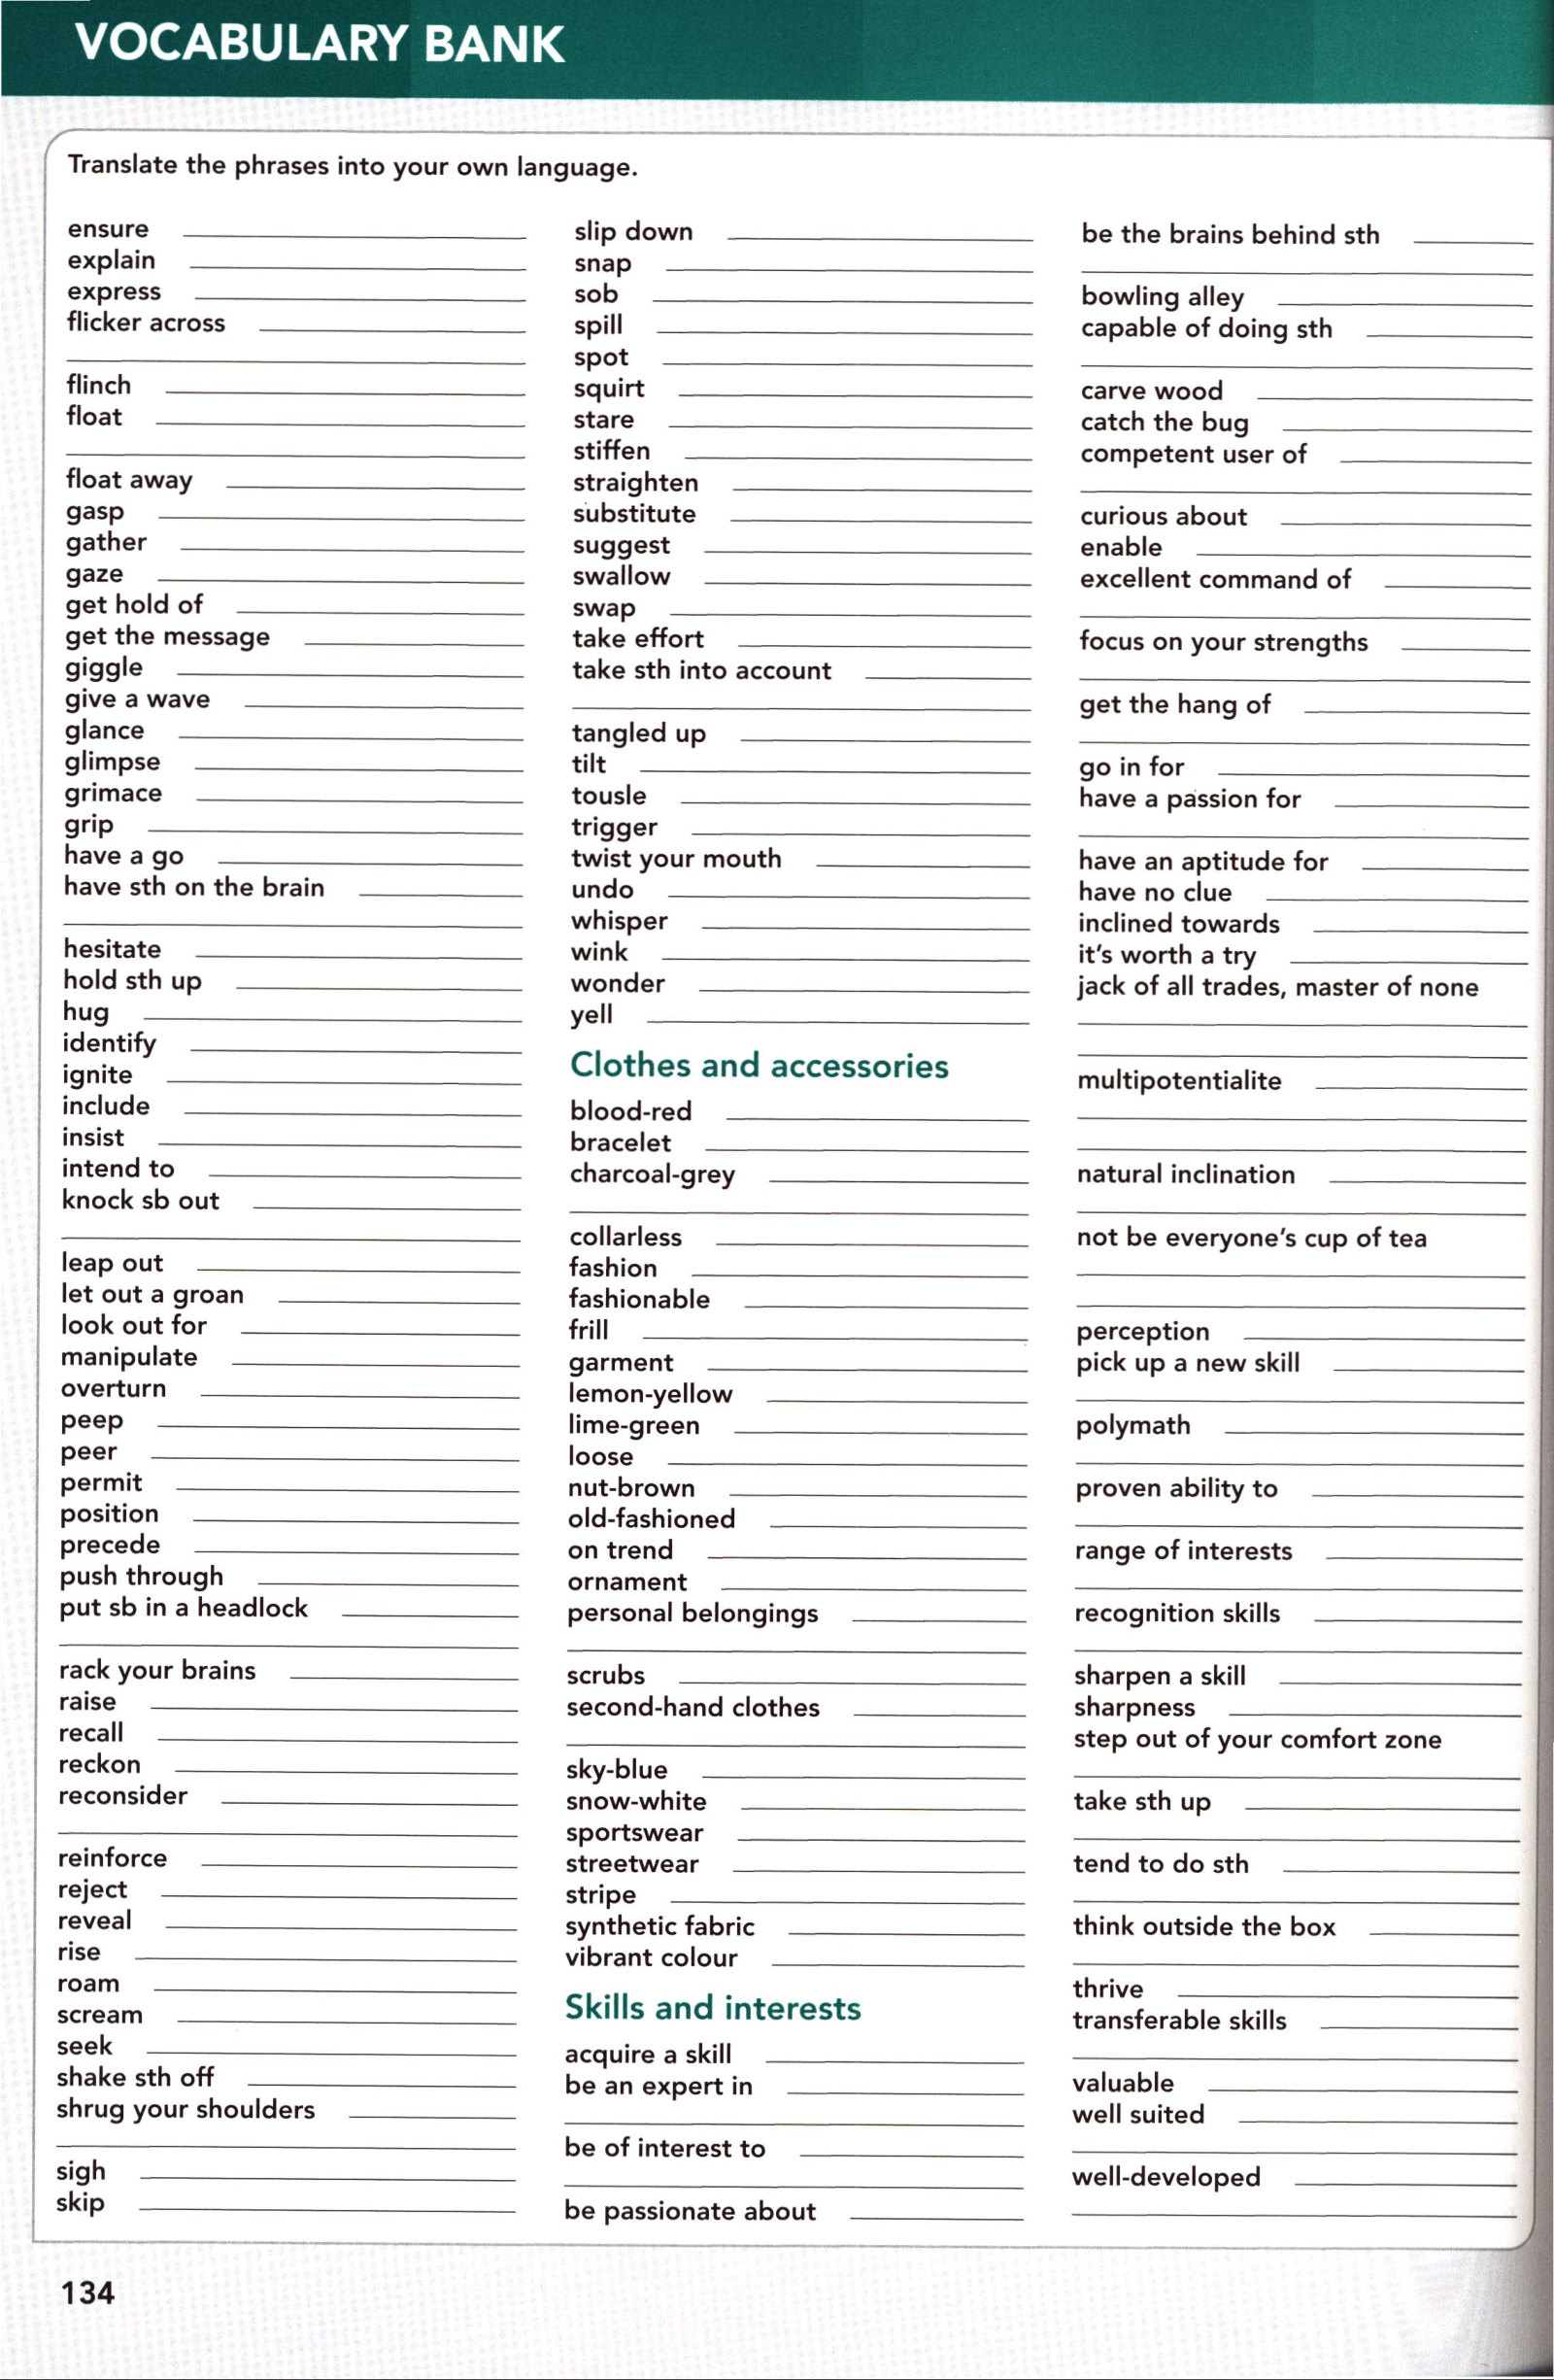 VOCABULARY BANK
Translate the phrases into your own language.
ensure
explain
express
flicker across
flinch
float
float away
gasp
gather
gaze
get hold of
get the message
giggle
give a wave
glance
glimpse
grimace
grip
have a go
have sth on the brain
hesitate
hold sth up
hug
identify
ignite
include
insist
intend to
knock sb out
leap out
let out a groan
look out for
manipulate
overturn
peep
peer
permit
position
precede
push through
put sb in a headlock
rack your brains
raise
recall
reckon
reconsider
reinforce
reject
reveal
rise
roam
scream
seek
shake sth off
shrug your shoulders
sigh
skip
slip down
snap
sob
spill
spot
squirt
stare
stiffen
straighten
substitute
suggest
swallow
swap
take effort
take sth into account
tangled up
tilt
tousle
trigger
twist your mouth
undo
whisper
wink
wonder
yell
Clothes and accessories
blood-red
bracelet
charcoal-grey
collarless
fashion
fashionable
frill
garment
lemon-yellow
lime-green
loose
nut-brown
old-fashioned
on trend
ornament
personal belongings
scrubs
second-hand clothes
sky-blue
snow-white
sportswear
streetwear
stripe
synthetic fabric
vibrant colour
Skills and interests
acquire a skill
be an expert in
be of interest to
be passionate about
be the brains behind sth
bowling alley
capable of doing sth
carve wood
catch the bug
competent user of
curious about
enable
excellent command of
focus on your strengths
get the hang of
go in for
have a passion for
have an aptitude for
have no clue
inclined towards
it's worth a try
jack of all trades, master of none
multipotentialite
natural inclination
not be everyone's cup of tea
perception
pick up a new skill
polymath
proven ability to
range of interests
recognition skills
sharpen a skill
sharpness
step out of your comfort zone
take sth up
tend to do sth
think outside the box
thrive
transferable skills
valuable
well suited
well-developed
134